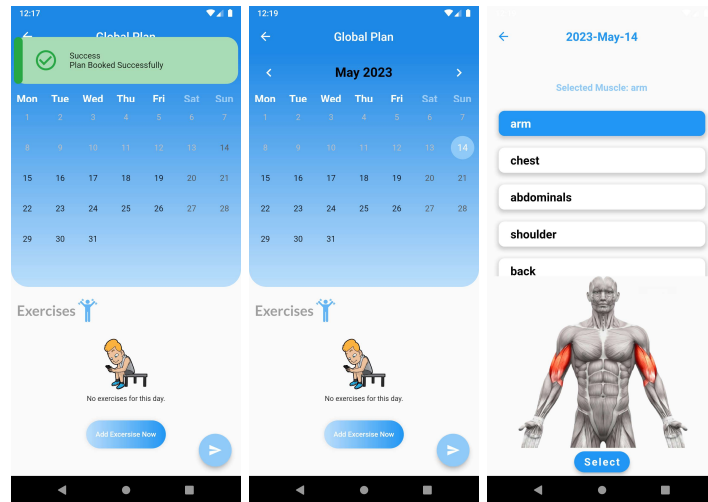 12:17
Global Plan
Success
Plan Booked Successfully
Mon Tue Wed Thu Fri Sat Sun
1 2 3 4 5 6 7
8 9 10 11 12 13 14
15 16 17 18 19 20 21
22 23 24 25 26 27 28
29 30 31
Exercises
No exercises for this day.
Add Excersise Now
12:19
Global Plan
May 2023
Mon Tue Wed Thu Fri Sat Sun
1 2 3 4 5 6 7
8 9 10 11 12 13 14
15 16 17 18 19 20 21
22 23 24 25 26 27 28
29 30 31
Exercises
No exercises for this day.
Add Excersise Now
2023-May-14
Selected Muscle: arm
arm
chest
abdominals
shoulder
back
Select